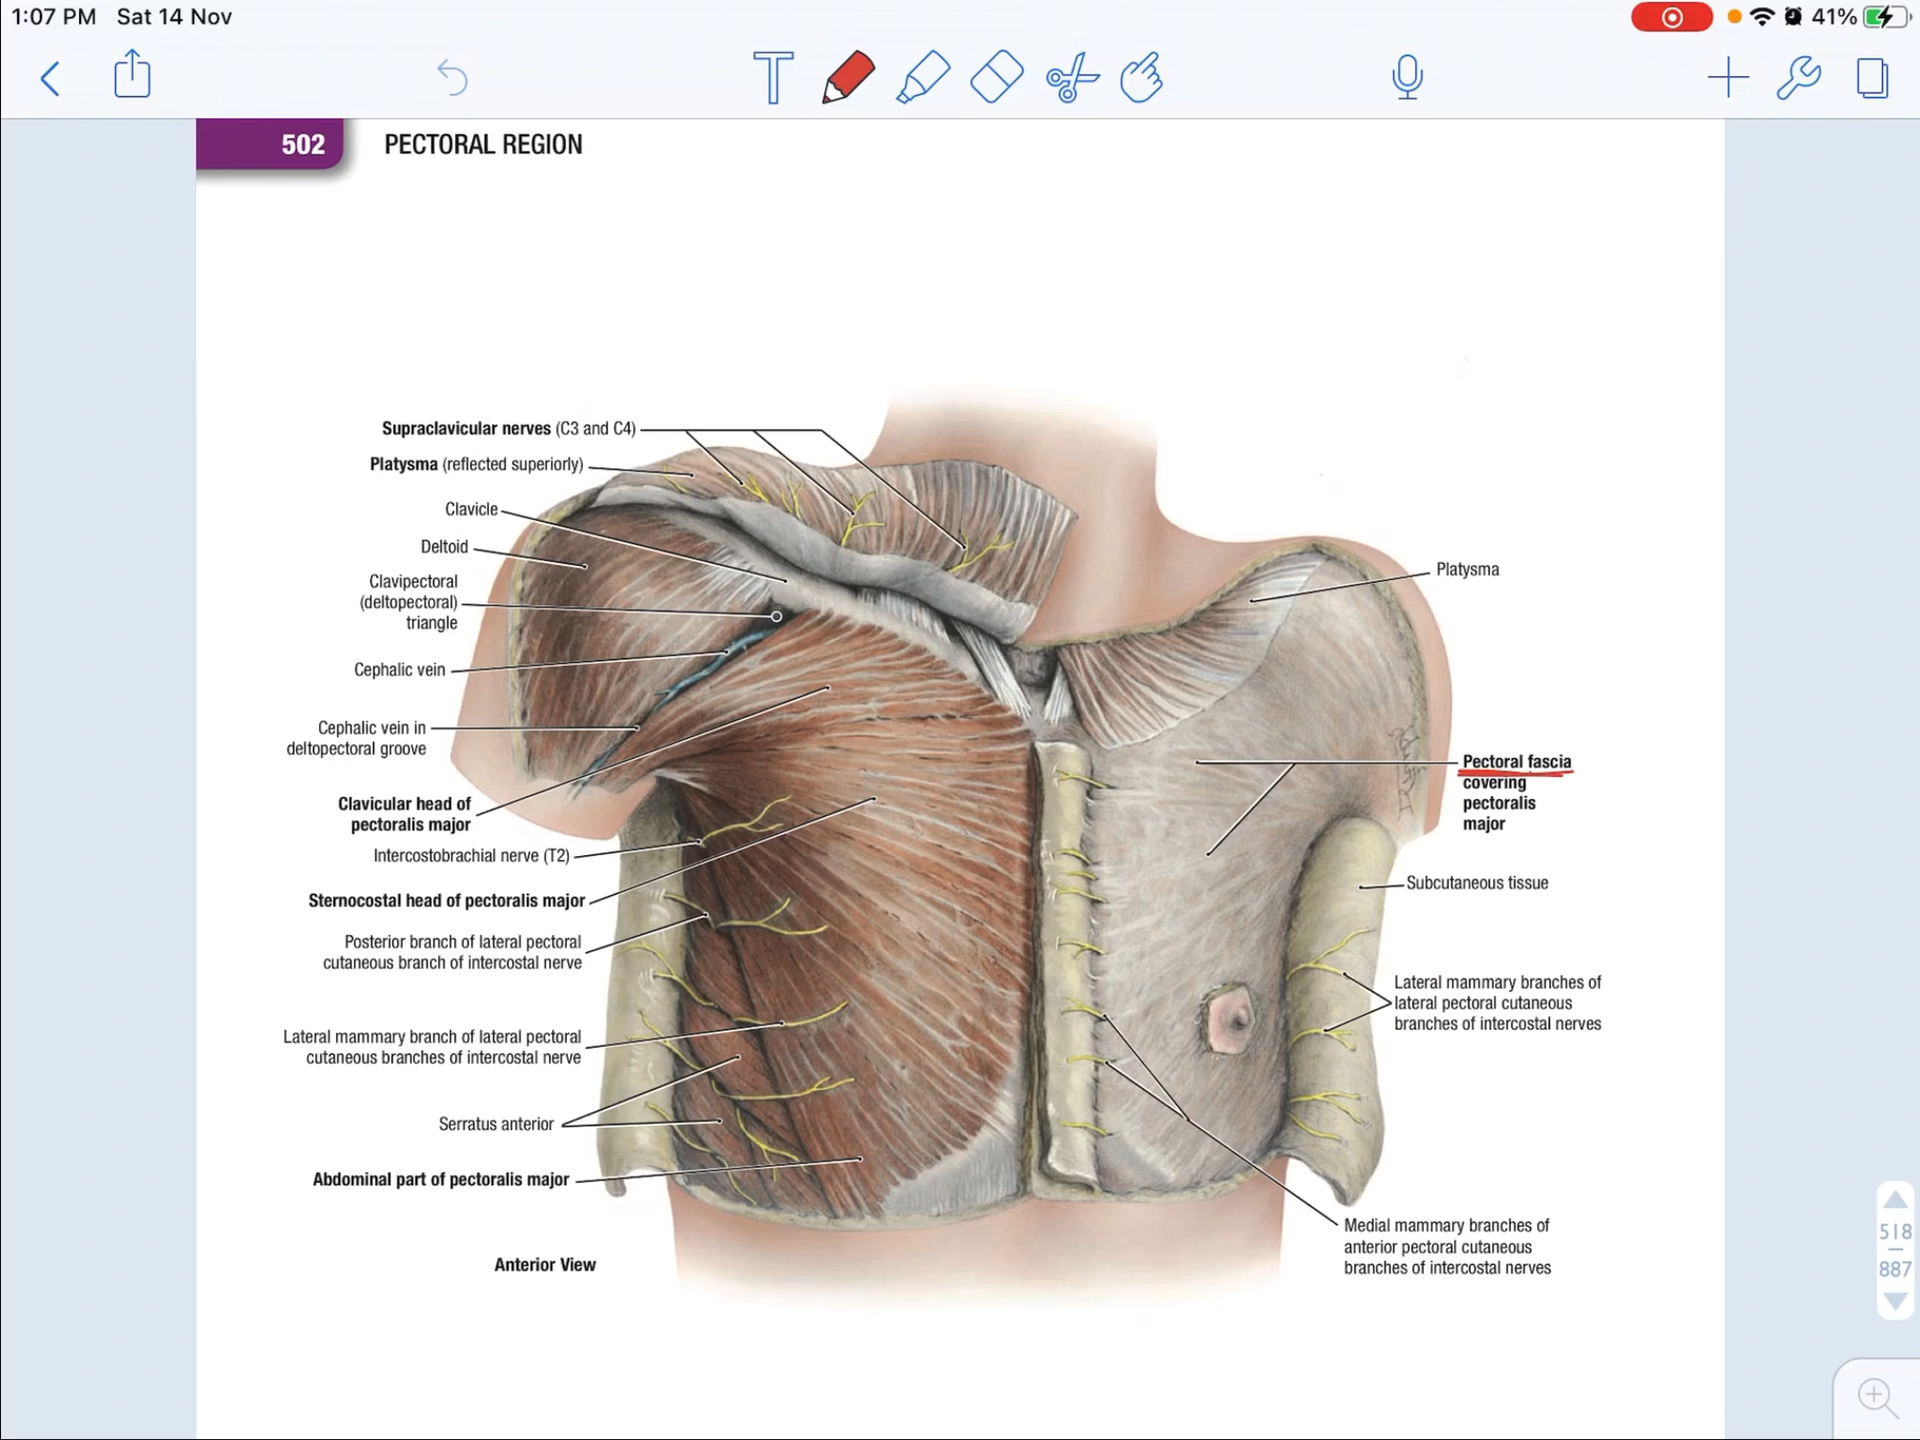 1:07 PM Sat 14 Nov
41%
T
502 PECTORAL REGION
Supraclavicular nerves (C3 and C4)
Platysma (reflected superiorly)
Clavicle
Deltoid
Clavipectoral
(deltopectoral)
triangle
Cephalic vein
Cephalic vein in
deltopectoral groove
Clavicular head of
pectoralis major
Intercostobrachial nerve (T2)
Sternocostal head of pectoralis major
Posterior branch of lateral pectoral
cutaneous branch of intercostal nerve
Lateral mammary branch of lateral pectoral
cutaneous branches of intercostal nerve
Serratus anterior
Abdominal part of pectoralis major
Anterior View
Platysma
Pectoral fascia
covering
pectoralis
major
Subcutaneous tissue
Lateral mammary branches of
lateral pectoral cutaneous
branches of intercostal nerves
Medial mammary branches of
anterior pectoral cutaneous
branches of intercostal nerves
518
887